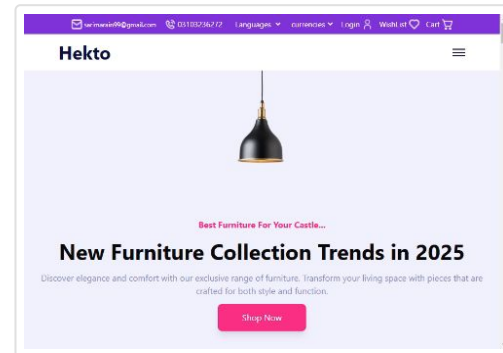 03183236772 Languages currencies Login WishList Cart
Hekto
Best Furniture For Your Castle...
New Furniture Collection Trends in 2025
Discover elegance and comfort with our exclusive range of furniture. Transform your living space with pieces that are
crafted for both style and function.
Shop Now